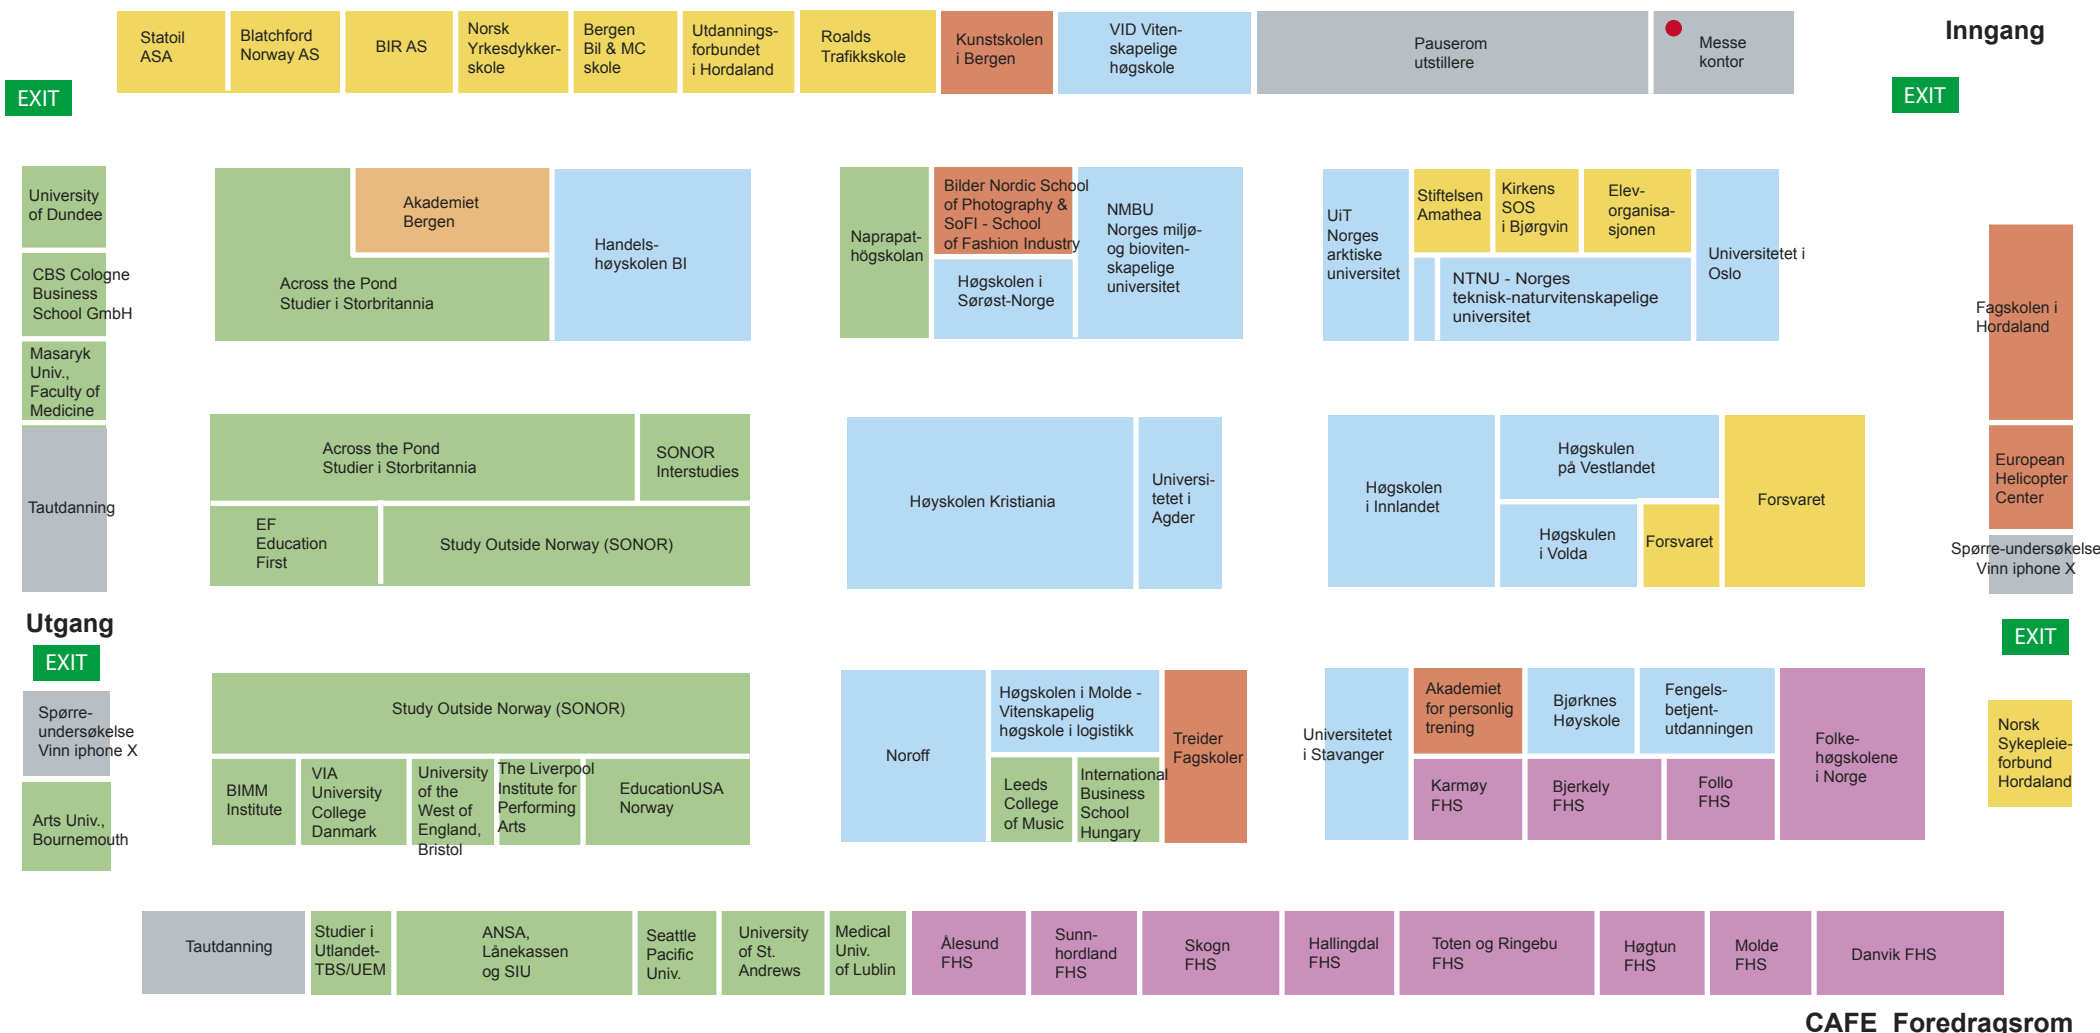 Statoil
ASA
Blatchford
Norway AS
BIR AS
Norsk
Yrkesdykker-
skole
Bergen
Bil & MC
skole
Utdannings-
forbundet
i Hordaland
Roalds
Trafikkskole
Kunstskolen
i Bergen
VID Viten-
skapelige
høgskole
Pauserom
utstillere
Messe
kontor
Inngang
EXIT
EXIT
University
of Dundee
CBS Cologne
Business
School GmbH
Masaryk
Univ.,
Faculty of
Medicine
Tautdanning
Akademiet
Bergen
Across the Pond
Studier i Storbritannia
Handels-
høyskolen BI
Naprapat-
högskolan
Bilder Nordic School
of Photography &
SoFI - School
of Fashion Industry
Høgskolen i
Sørøst-Norge
NMBU
Norges miljø-
og bioviten-
skapelige
universitet
UiT
Norges
arktiske
universitet
Stiftelsen
Amathea
Kirkens
SOS
i Bjørgvin
Elev-
organisa-
sjonen
NTNU - Norges
teknisk-naturvitenskapelige
universitet
Universitetet i
Oslo
Fagskolen i
Hordaland
European
Helicopter
Center
Spørre-undersøkelse
Vinn iphone X
Across the Pond
Studier i Storbritannia
SONOR
Interstudies
EF
Education
First
Study Outside Norway (SONOR)
Høyskolen Kristiania
Universi-
tetet i
Agder
Høgskolen
i Innlandet
Høgskulen
på Vestlandet
Høgskulen
i Volda
Forsvaret
Forsvaret
Utgang
EXIT
EXIT
Spørre-
undersøkelse
Vinn iphone X
Arts Univ.,
Bournemouth
Study Outside Norway (SONOR)
BIMM
Institute
VIA
University
College
Danmark
University
of the
West of
England,
Bristol
The Liverpool
Institute for
Performing
Arts
EducationUSA
Norway
Noroff
Høgskolen i Molde -
Vitenskapelig
høgskole i logistikk
Leeds
College
of Music
International
Business
School
Hungary
Treider
Fagskoler
Universitetet
i Stavanger
Akademiet
for personlig
trening
Bjørknes
Høyskole
Fengels-
betjent-
utdanningen
Karmøy
FHS
Bjerkely
FHS
Follo
FHS
Folke-
høgskolene
i Norge
Norsk
Sykepleie-
forbund
Hordaland
Tautdanning
Studier i
Utlandet-
TBS/UEM
ANSA,
Lånekassen
og SIU
Seattle
Pacific
Univ.
University
of St.
Andrews
Medical
Univ.
of Lublin
Ålesund
FHS
Sunn-
hordland
FHS
Skogn
FHS
Hallingdal
FHS
Toten og Ringebu
FHS
Høgtun
FHS
Molde
FHS
Danvik FHS
CAFE Foredragsrom